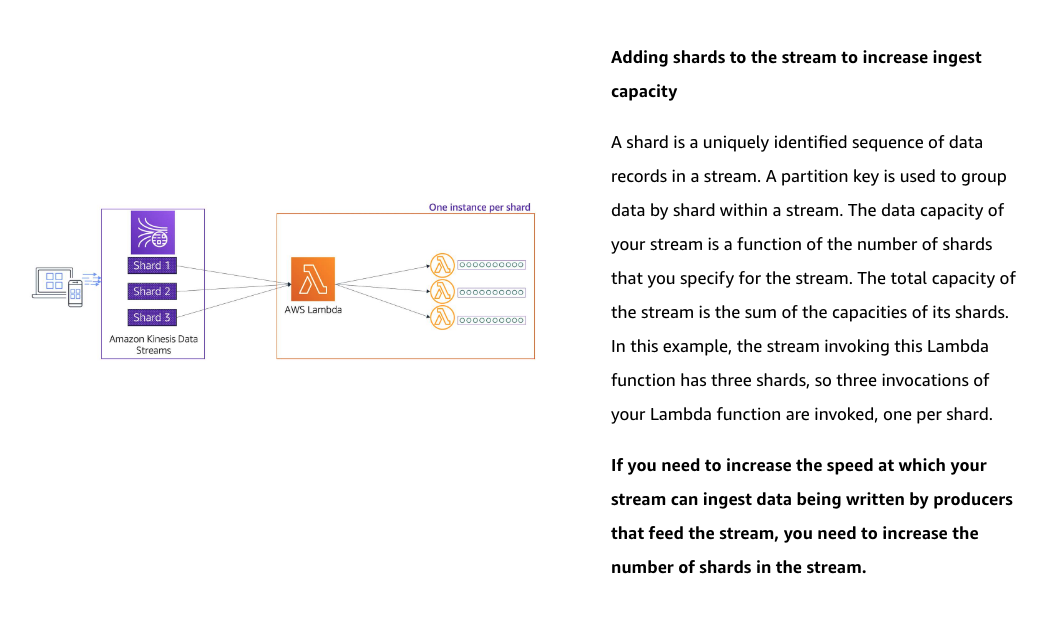 One instance per shard
Shard 1
Shard 2
Shard 3
Amazon Kinesis Data
Streams
AWS Lambda
Adding shards to the stream to increase ingest
capacity
A shard is a uniquely identified sequence of data
records in a stream. A partition key is used to group
data by shard within a stream. The data capacity of
your stream is a function of the number of shards
that you specify for the stream. The total capacity of
the stream is the sum of the capacities of its shards.
In this example, the stream invoking this Lambda
function has three shards, so three invocations of
your Lambda function are invoked, one per shard.
If you need to increase the speed at which your
stream can ingest data being written by producers
that feed the stream, you need to increase the
number of shards in the stream.